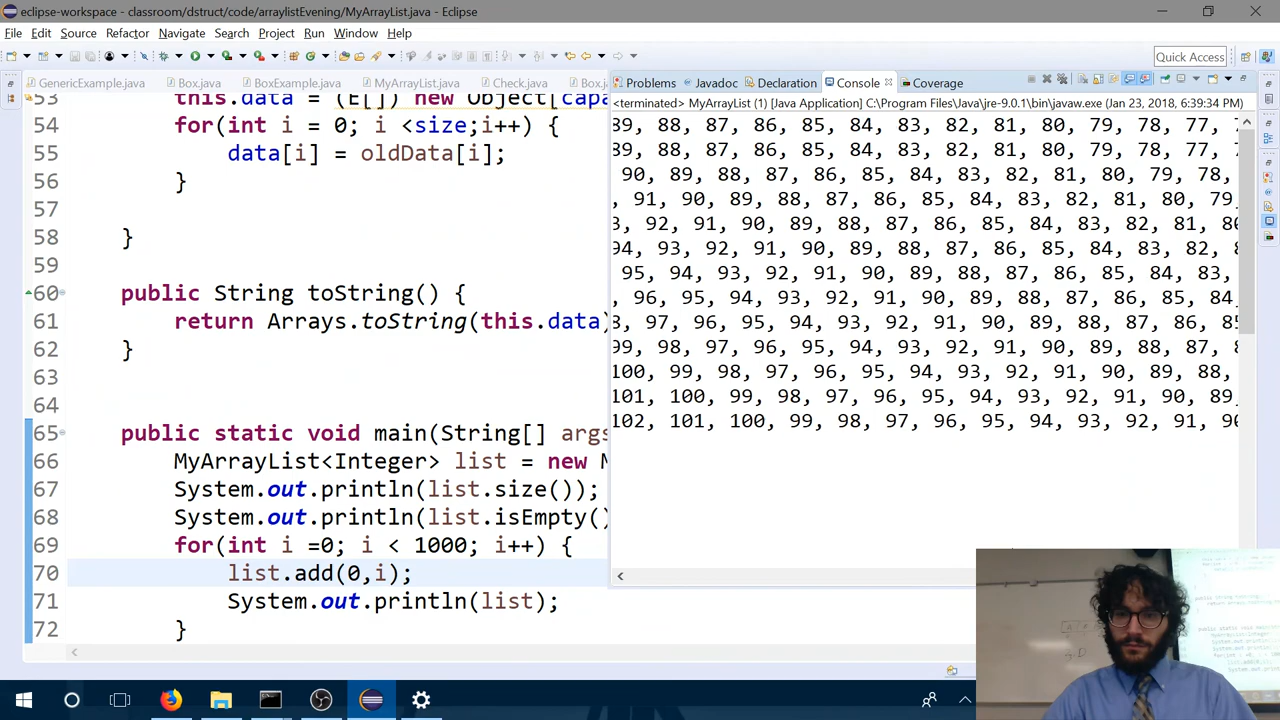 eclipse-workspace - classroom/dstruct/code/arraylistEvening/MyArrayList.java - Eclipse
File Edit Source Refactor Navigate Search Project Run Window Help
Quick Access
GenericExample.java Box.java BoxExample.java MyArrayList.java Check.java Box.j
Problems Javadoc Declaration Console Coverage
<terminated> MyArrayList (1) [Java Application] C:\Program Files\Java\jre-9.0.1\bin\javaw.exe (Jan 23, 2018, 6:39:34 PM)
53 this.data = (E[]) new Object[capa
54 for(int i = 0; i <size;i++) {
55 data[i] = oldData[i];
56 }
57
58 }
59
60 public String toString() {
61 return Arrays.toString(this.data)
62 }
63
64
65 public static void main(String[] args
66 MyArrayList<Integer> list = new M
67 System.out.println(list.size());
68 System.out.println(list.isEmpty()
69 for(int i =0; i < 1000; i++) {
70 list.add(0,i);
71 System.out.println(list);
72 }
89, 88, 87, 86, 85, 84, 83, 82, 81, 80, 79, 78, 77,
89, 88, 87, 86, 85, 84, 83, 82, 81, 80, 79, 78, 77,
90, 89, 88, 87, 86, 85, 84, 83, 82, 81, 80, 79, 78,
, 91, 90, 89, 88, 87, 86, 85, 84, 83, 82, 81, 80, 79,
, 92, 91, 90, 89, 88, 87, 86, 85, 84, 83, 82, 81, 80
94, 93, 92, 91, 90, 89, 88, 87, 86, 85, 84, 83, 82,
95, 94, 93, 92, 91, 90, 89, 88, 87, 86, 85, 84, 83,
, 96, 95, 94, 93, 92, 91, 90, 89, 88, 87, 86, 85, 84,
, 97, 96, 95, 94, 93, 92, 91, 90, 89, 88, 87, 86, 85
99, 98, 97, 96, 95, 94, 93, 92, 91, 90, 89, 88, 87,
100, 99, 98, 97, 96, 95, 94, 93, 92, 91, 90, 89, 88,
101, 100, 99, 98, 97, 96, 95, 94, 93, 92, 91, 90, 89,
102, 101, 100, 99, 98, 97, 96, 95, 94, 93, 92, 91, 90